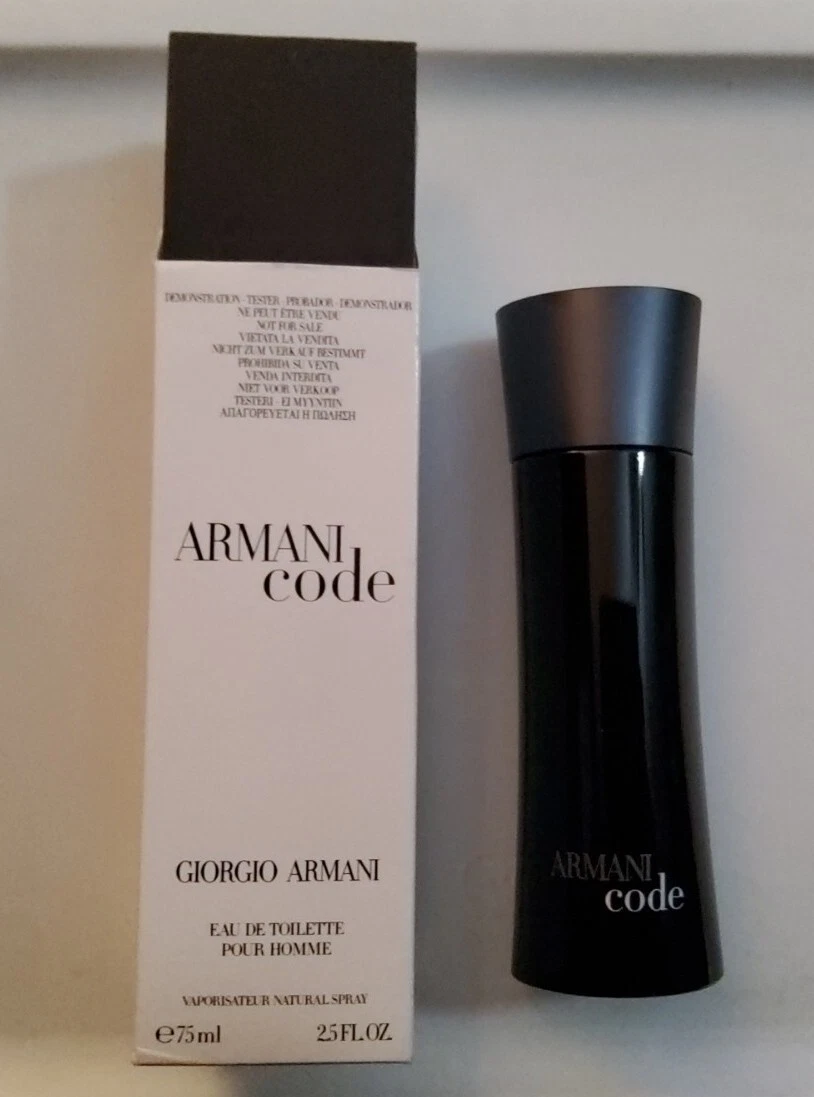 DEMONSTRATION - TESTER - PROBADOR - DEMONSTRADOR
NE PEUT ÊTRE VENDU
NOT FOR SALE
VIETATA LA VENDITA
NICHT ZUM VERKAUF BESTIMMT
PROHIBIDA SU VENTA
VENDA INTERDITA
NIET VOOR VERKOOP
TESTERI - EI MYYNTIIN
ΑΠΑΓΟΡΕΥΕΤΑΙ Η ΠΩΛΗΣΗ
ARMANI
code
GIORGIO ARMANI
EAU DE TOILETTE
POUR HOMME
VAPORISATEUR NATURAL SPRAY
℮75 ml 2.5 FL.OZ.
ARMANI
code